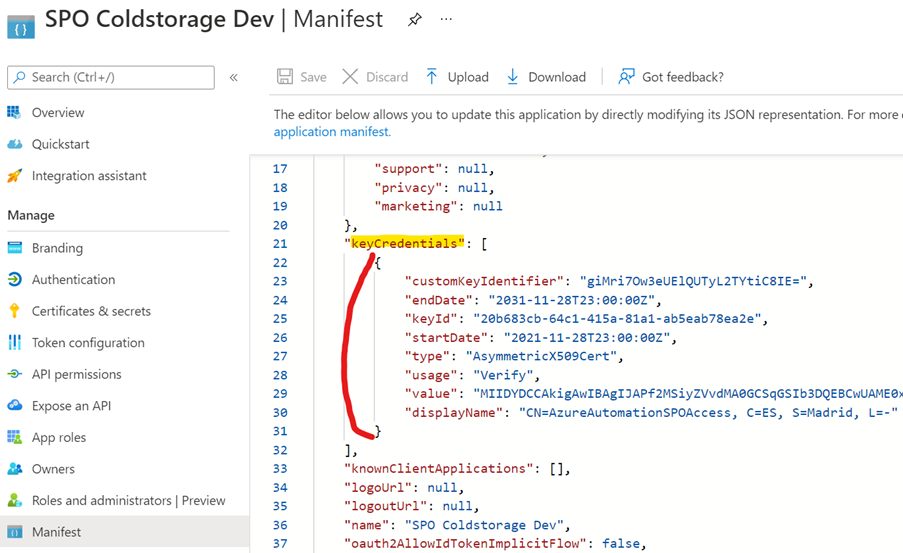 SPO Coldstorage Dev | Manifest
Search (Ctrl+/)
Save
Discard
Upload
Download
Got feedback?
Overview
Quickstart
Integration assistant
Manage
Branding
Authentication
Certificates & secrets
Token configuration
API permissions
Expose an API
App roles
Owners
Roles and administrators | Preview
Manifest
The editor below allows you to update this application by directly modifying its JSON representation. For more
application manifest.
17 "support": null,
18 "privacy": null,
19 "marketing": null
20 },
21 "keyCredentials": [
22 {
23 "customKeyIdentifier": "giMri7Ow3eUElQUTyL2TYtiC8IE=",
24 "endDate": "2031-11-28T23:00:00Z",
25 "keyId": "20b683cb-64c1-415a-81a1-ab5eab78ea2e",
26 "startDate": "2021-11-28T23:00:00Z",
27 "type": "AsymmetricX509Cert",
28 "usage": "Verify",
29 "value": "MIIDYDCCAkigAwIBAgIJAPf2MSiyZVvdMA0GCSqGSIb3DQEBCwUAME0x
30 "displayName": "CN=AzureAutomationSPOAccess, C=ES, S=Madrid, L=-"
31 }
32 ],
33 "knownClientApplications": [],
34 "logoUrl": null,
35 "logoutUrl": null,
36 "name": "SPO Coldstorage Dev",
37 "oauth2AllowIdTokenImplicitFlow": false,